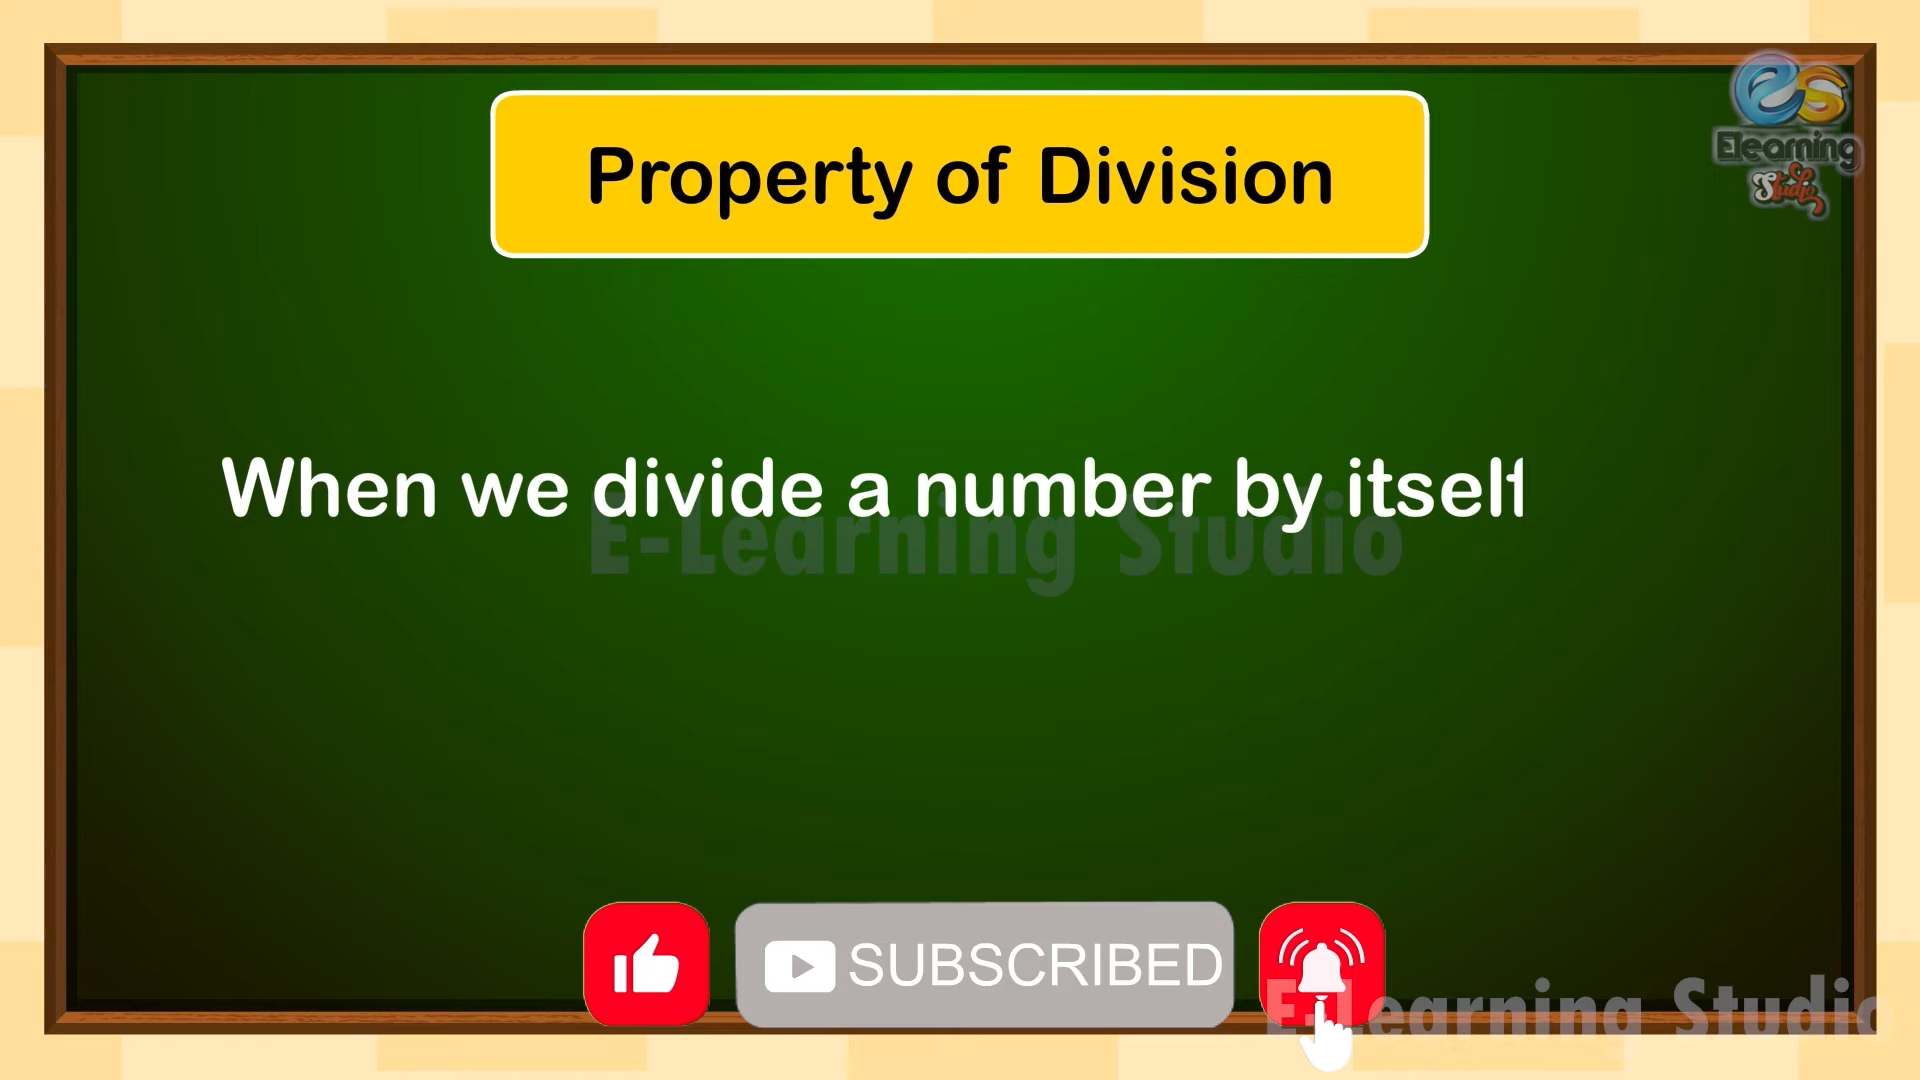 Elearning
Studio
Property of Division
When we divide a number by itself
E-Learning Studio
SUBSCRIBED
E-Learning Studio